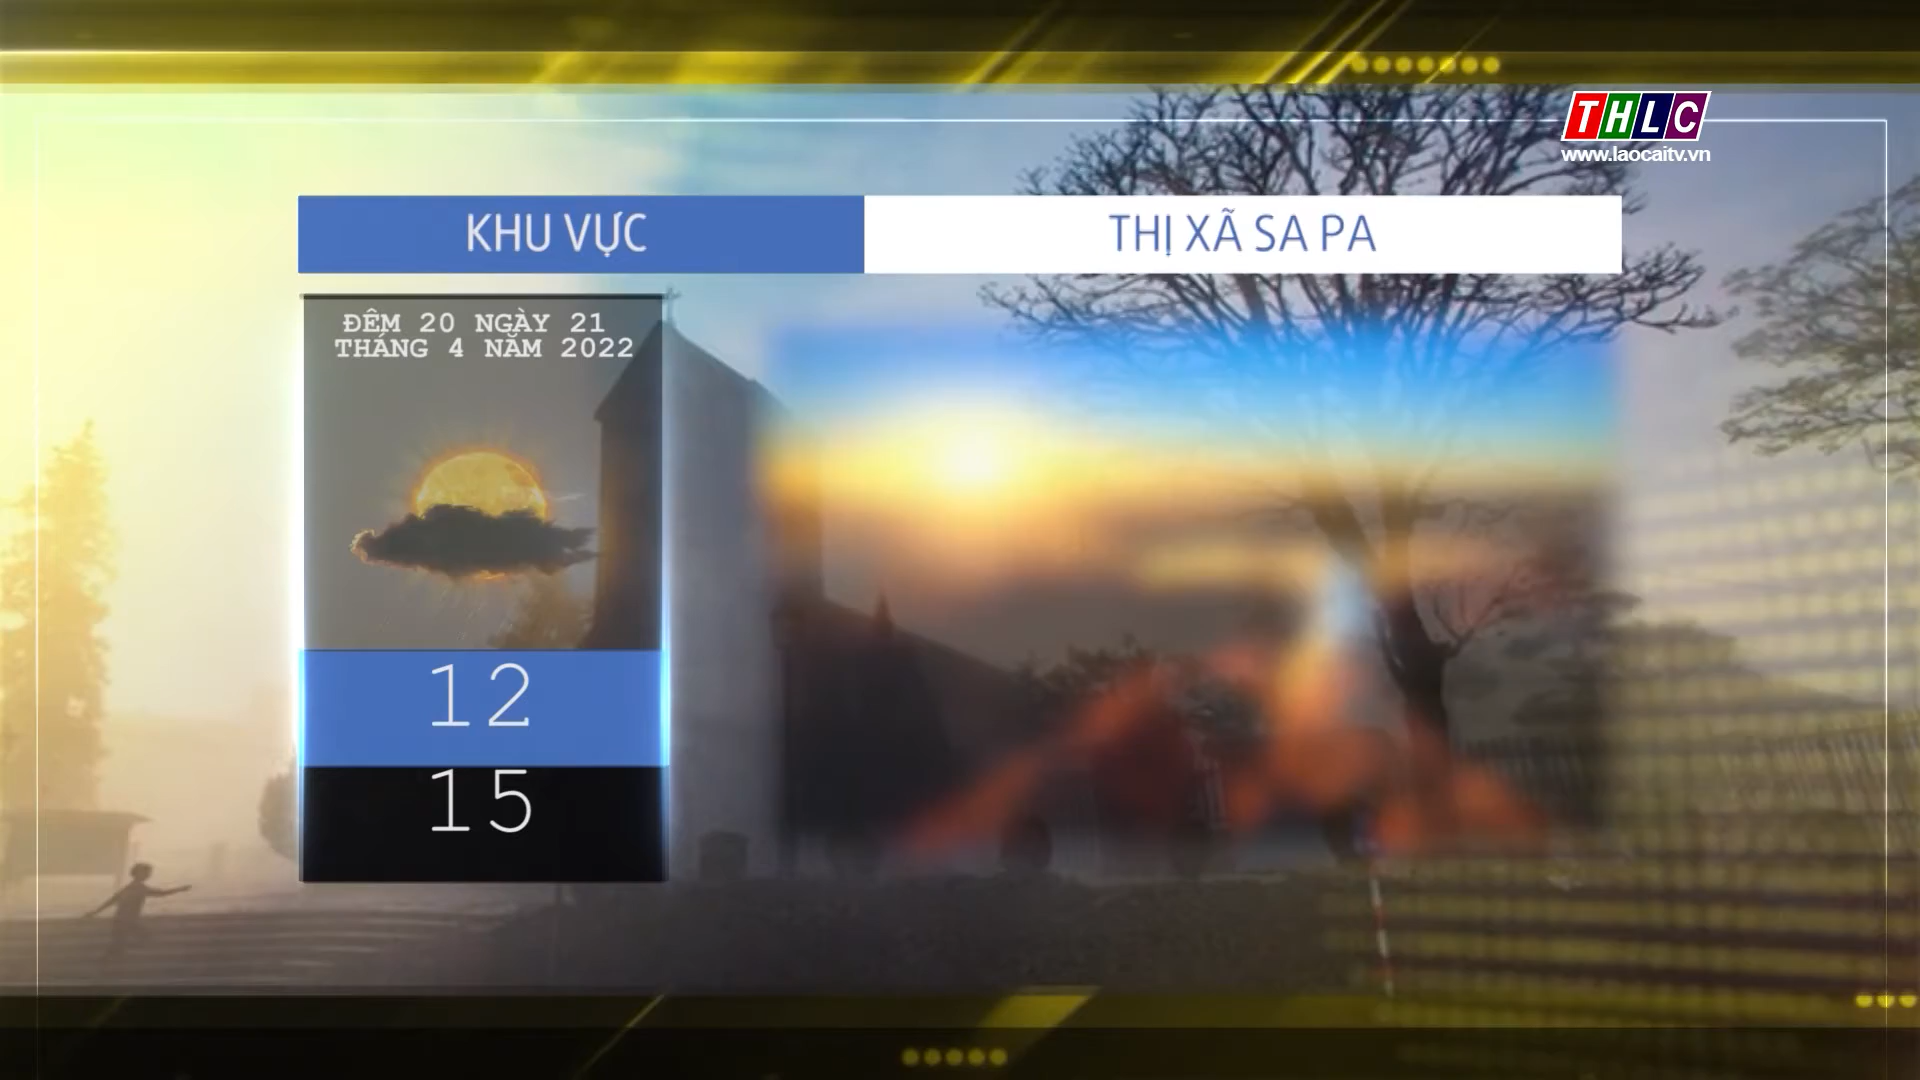 THLC
www.laocaitv.vn
KHU VỰC
THỊ XÃ SA PA
ĐÊM 20 NGÀY 21
THÁNG 4 NĂM 2022
12
15